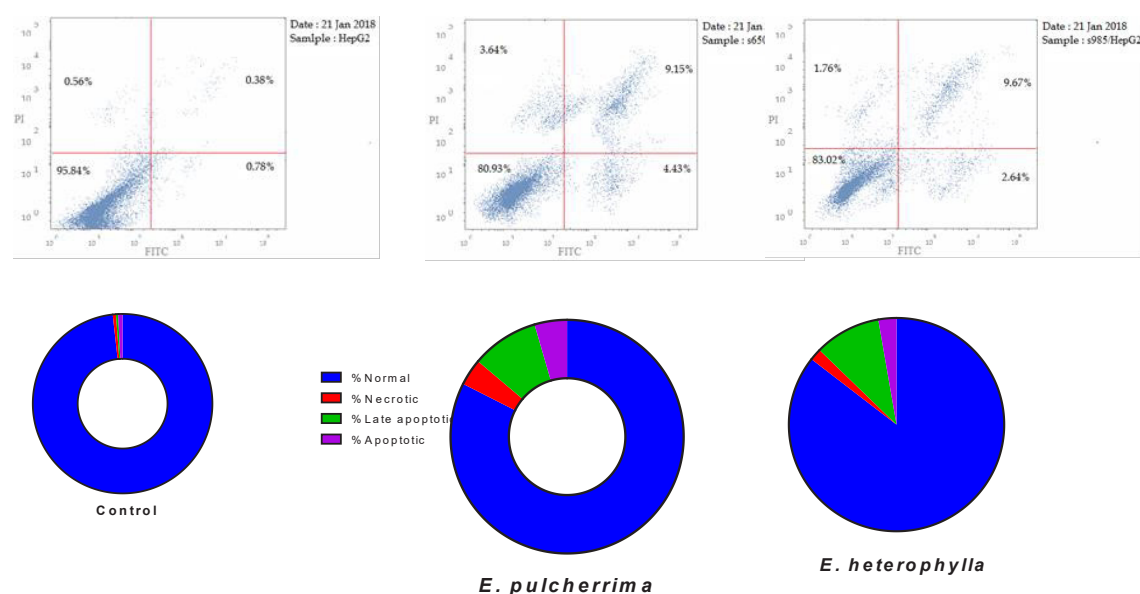 Date : 21 Jan 2018
Samlple : HepG2
0.56%
0.38%
95.84%
0.78%
PI
FITC
Date : 21 Jan
Sample : s65
3.64%
9.15%
80.93%
4.43%
PI
FITC
Date : 21 Jan 2018
Sample : s985/HepG2
1.76%
9.67%
83.02%
2.64%
PI
FITC
% Normal
% Necrotic
% Late apoptoti
% Apoptotic
Control
E. pulcherrima
E. heterophylla